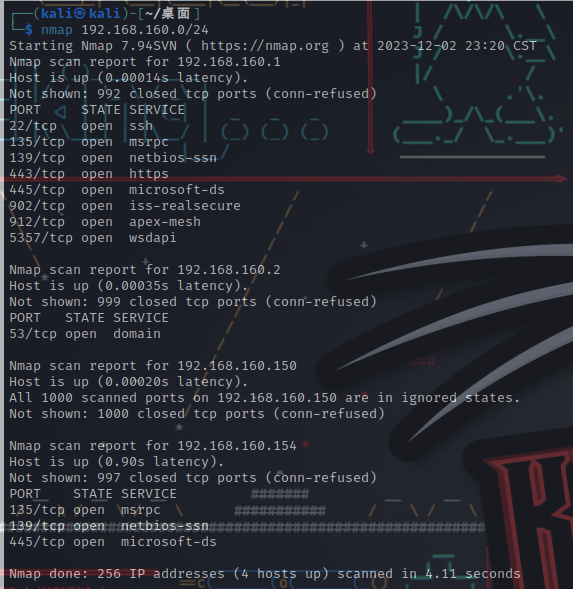 (kali㉿kali)-[~/桌面]
$ nmap 192.168.160.0/24
Starting Nmap 7.94SVN ( https://nmap.org ) at 2023-12-02 23:20 CST
Nmap scan report for 192.168.160.1
Host is up (0.00014s latency).
Not shown: 992 closed tcp ports (conn-refused)
PORT     STATE SERVICE
22/tcp   open  ssh
135/tcp  open  msrpc
139/tcp  open  netbios-ssn
443/tcp  open  https
445/tcp  open  microsoft-ds
902/tcp  open  iss-realsecure
912/tcp  open  apex-mesh
5357/tcp open  wsdapi
Nmap scan report for 192.168.160.2
Host is up (0.00035s latency).
Not shown: 999 closed tcp ports (conn-refused)
PORT   STATE SERVICE
53/tcp open  domain
Nmap scan report for 192.168.160.150
Host is up (0.00020s latency).
All 1000 scanned ports on 192.168.160.150 are in ignored states.
Not shown: 1000 closed tcp ports (conn-refused)
Nmap scan report for 192.168.160.154
Host is up (0.90s latency).
Not shown: 997 closed tcp ports (conn-refused)
PORT    STATE SERVICE
135/tcp open  msrpc
139/tcp open  netbios-ssn
445/tcp open  microsoft-ds
Nmap done: 256 IP addresses (4 hosts up) scanned in 4.11 seconds